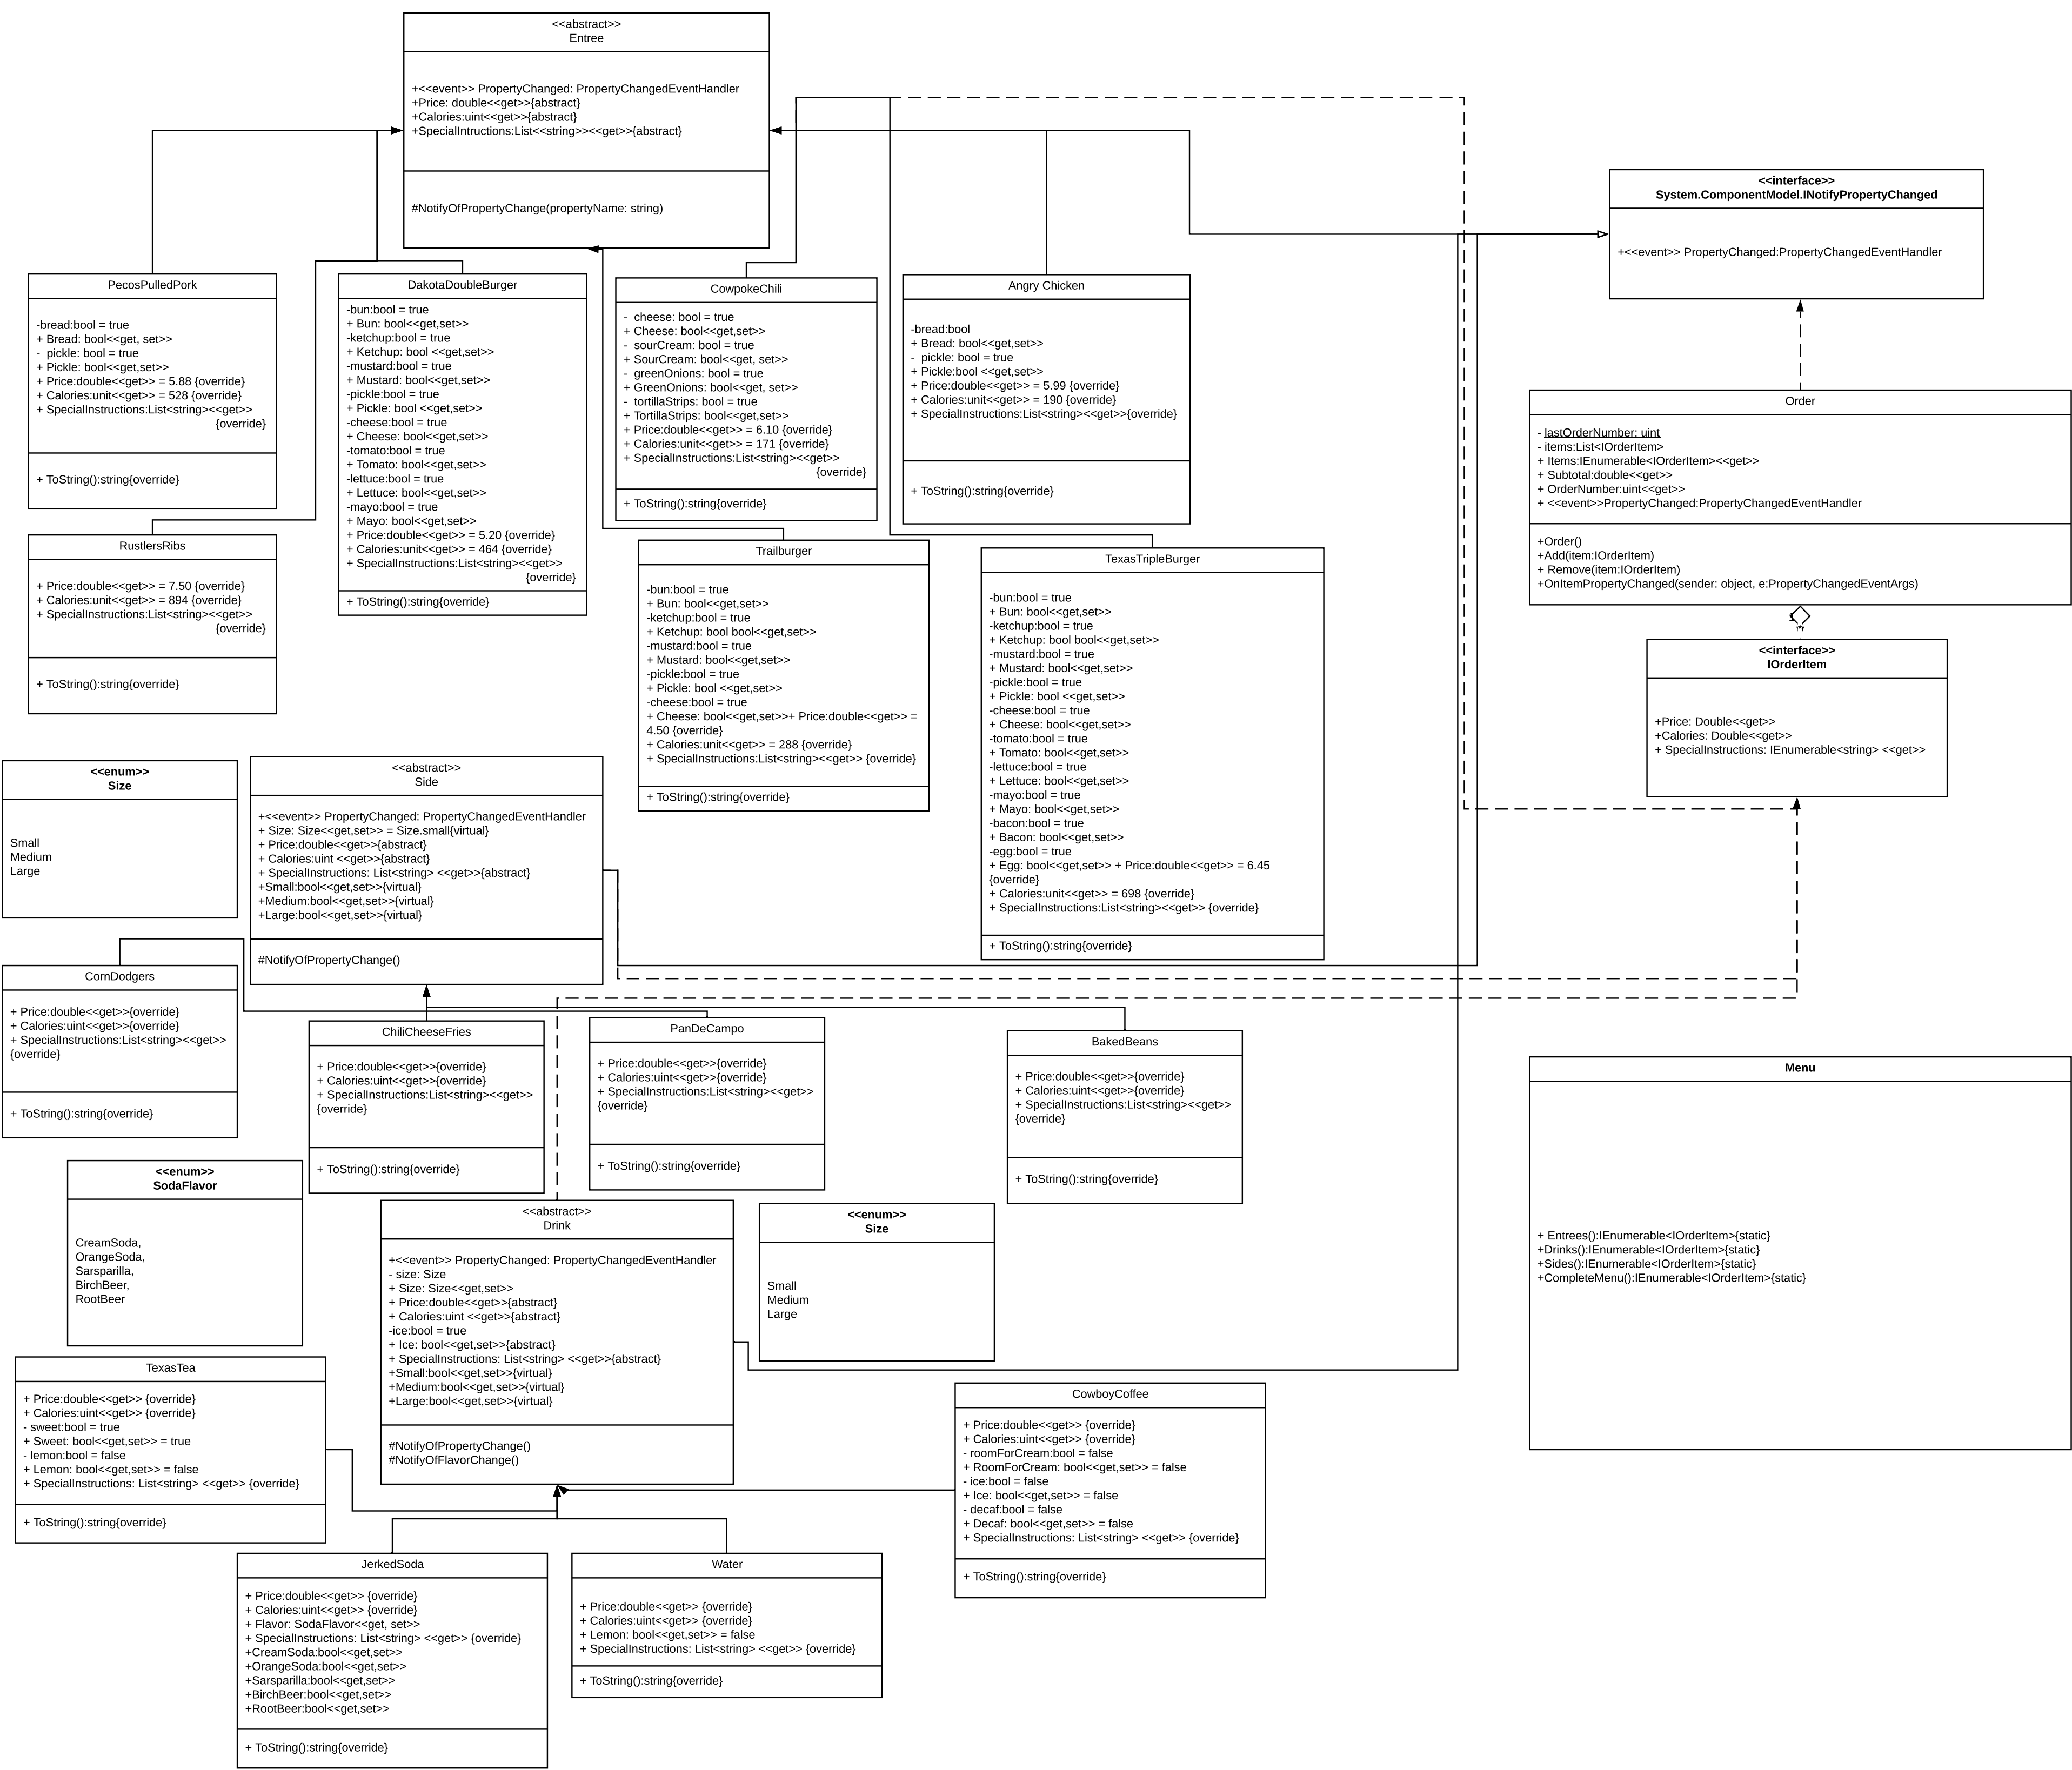 <<abstract>>
Entree
+<<event>> PropertyChanged: PropertyChangedEventHandler
+Price: double<<get>>{abstract}
+Calories:uint<<get>>{abstract}
+SpecialIntructions:List<<string>><<get>>{abstract}
#NotifyOfPropertyChange(propertyName: string)
<<interface>>
System.ComponentModel.INotifyPropertyChanged
+<<event>> PropertyChanged:PropertyChangedEventHandler
PecosPulledPork
-bread:bool = true
+ Bread: bool<<get, set>>
-  pickle: bool = true
+ Pickle: bool<<get,set>>
+ Price:double<<get>> = 5.88 {override}
+ Calories:unit<<get>> = 528 {override}
+ SpecialInstructions:List<string><<get>>
{override}
+ ToString():string{override}
DakotaDoubleBurger
-bun:bool = true
+ Bun: bool<<get,set>>
-ketchup:bool = true
+ Ketchup: bool <<get,set>>
-mustard:bool = true
+ Mustard: bool<<get,set>>
-pickle:bool = true
+ Pickle: bool <<get,set>>
-cheese:bool = true
+ Cheese: bool<<get,set>>
-tomato:bool = true
+ Tomato: bool<<get,set>>
-lettuce:bool = true
+ Lettuce: bool<<get,set>>
-mayo:bool = true
+ Mayo: bool<<get,set>>
+ Price:double<<get>> = 5.20 {override}
+ Calories:unit<<get>> = 464 {override}
+ SpecialInstructions:List<string><<get>>
{override}
+ ToString():string{override}
CowpokeChili
-  cheese: bool = true
+ Cheese: bool<<get,set>>
-  sourCream: bool = true
+ SourCream: bool<<get, set>>
-  greenOnions: bool = true
+ GreenOnions: bool<<get, set>>
-  tortillaStrips: bool = true
+ TortillaStrips: bool<<get,set>>
+ Price:double<<get>> = 6.10 {override}
+ Calories:unit<<get>> = 171 {override}
+ SpecialInstructions:List<string><<get>>
{override}
+ ToString():string{override}
Angry Chicken
-bread:bool
+ Bread: bool<<get,set>>
-  pickle: bool = true
+ Pickle:bool <<get,set>>
+ Price:double<<get>> = 5.99 {override}
+ Calories:unit<<get>> = 190 {override}
+ SpecialInstructions:List<string><<get>>{override}
+ ToString():string{override}
Order
- lastOrderNumber: uint
- items:List<IOrderItem>
+ Items:IEnumerable<IOrderItem><<get>>
+ Subtotal:double<<get>>
+ OrderNumber:uint<<get>>
+ <<event>>PropertyChanged:PropertyChangedEventHandler
+Order()
+Add(item:IOrderItem)
+ Remove(item:IOrderItem)
+OnItemPropertyChanged(sender: object, e:PropertyChangedEventArgs)
RustlersRibs
+ Price:double<<get>> = 7.50 {override}
+ Calories:unit<<get>> = 894 {override}
+ SpecialInstructions:List<string><<get>>
{override}
+ ToString():string{override}
Trailburger
-bun:bool = true
+ Bun: bool<<get,set>>
-ketchup:bool = true
+ Ketchup: bool bool<<get,set>>
-mustard:bool = true
+ Mustard: bool<<get,set>>
-pickle:bool = true
+ Pickle: bool <<get,set>>
-cheese:bool = true
+ Cheese: bool<<get,set>>+ Price:double<<get>> =
4.50 {override}
+ Calories:unit<<get>> = 288 {override}
+ SpecialInstructions:List<string><<get>> {override}
+ ToString():string{override}
TexasTripleBurger
-bun:bool = true
+ Bun: bool<<get,set>>
-ketchup:bool = true
+ Ketchup: bool bool<<get,set>>
-mustard:bool = true
+ Mustard: bool<<get,set>>
-pickle:bool = true
+ Pickle: bool <<get,set>>
-cheese:bool = true
+ Cheese: bool<<get,set>>
-tomato:bool = true
+ Tomato: bool<<get,set>>
-lettuce:bool = true
+ Lettuce: bool<<get,set>>
-mayo:bool = true
+ Mayo: bool<<get,set>>
-bacon:bool = true
+ Bacon: bool<<get,set>>
-egg:bool = true
+ Egg: bool<<get,set>> + Price:double<<get>> = 6.45
{override}
+ Calories:unit<<get>> = 698 {override}
+ SpecialInstructions:List<string><<get>> {override}
+ ToString():string{override}
<<interface>>
IOrderItem
+Price: Double<<get>>
+Calories: Double<<get>>
+ SpecialInstructions: IEnumerable<string> <<get>>
<<enum>>
Size
Small
Medium
Large
<<abstract>>
Side
+<<event>> PropertyChanged: PropertyChangedEventHandler
+ Size: Size<<get,set>> = Size.small{virtual}
+ Price:double<<get>>{abstract}
+ Calories:uint <<get>>{abstract}
+ SpecialInstructions: List<string> <<get>>{abstract}
+Small:bool<<get,set>>{virtual}
+Medium:bool<<get,set>>{virtual}
+Large:bool<<get,set>>{virtual}
#NotifyOfPropertyChange()
CornDodgers
+ Price:double<<get>>{override}
+ Calories:uint<<get>>{override}
+ SpecialInstructions:List<string><<get>>
{override}
+ ToString():string{override}
ChiliCheeseFries
+ Price:double<<get>>{override}
+ Calories:uint<<get>>{override}
+ SpecialInstructions:List<string><<get>>
{override}
+ ToString():string{override}
PanDeCampo
+ Price:double<<get>>{override}
+ Calories:uint<<get>>{override}
+ SpecialInstructions:List<string><<get>>
{override}
+ ToString():string{override}
BakedBeans
+ Price:double<<get>>{override}
+ Calories:uint<<get>>{override}
+ SpecialInstructions:List<string><<get>>
{override}
+ ToString():string{override}
Menu
+ Entrees():IEnumerable<IOrderItem>{static}
+Drinks():IEnumerable<IOrderItem>{static}
+Sides():IEnumerable<IOrderItem>{static}
+CompleteMenu():IEnumerable<IOrderItem>{static}
<<enum>>
SodaFlavor
CreamSoda,
OrangeSoda,
Sarsparilla,
BirchBeer,
RootBeer
<<abstract>>
Drink
+<<event>> PropertyChanged: PropertyChangedEventHandler
- size: Size
+ Size: Size<<get,set>>
+ Price:double<<get>>{abstract}
+ Calories:uint <<get>>{abstract}
-ice:bool = true
+ Ice: bool<<get,set>>{abstract}
+ SpecialInstructions: List<string> <<get>>{abstract}
+Small:bool<<get,set>>{virtual}
+Medium:bool<<get,set>>{virtual}
+Large:bool<<get,set>>{virtual}
#NotifyOfPropertyChange()
#NotifyOfFlavorChange()
<<enum>>
Size
Small
Medium
Large
TexasTea
+ Price:double<<get>> {override}
+ Calories:uint<<get>> {override}
- sweet:bool = true
+ Sweet: bool<<get,set>> = true
- lemon:bool = false
+ Lemon: bool<<get,set>> = false
+ SpecialInstructions: List<string> <<get>> {override}
+ ToString():string{override}
CowboyCoffee
+ Price:double<<get>> {override}
+ Calories:uint<<get>> {override}
- roomForCream:bool = false
+ RoomForCream: bool<<get,set>> = false
- ice:bool = false
+ Ice: bool<<get,set>> = false
- decaf:bool = false
+ Decaf: bool<<get,set>> = false
+ SpecialInstructions: List<string> <<get>> {override}
+ ToString():string{override}
JerkedSoda
+ Price:double<<get>> {override}
+ Calories:uint<<get>> {override}
+ Flavor: SodaFlavor<<get, set>>
+ SpecialInstructions: List<string> <<get>> {override}
+CreamSoda:bool<<get,set>>
+OrangeSoda:bool<<get,set>>
+Sarsparilla:bool<<get,set>>
+BirchBeer:bool<<get,set>>
+RootBeer:bool<<get,set>>
+ ToString():string{override}
Water
+ Price:double<<get>> {override}
+ Calories:uint<<get>> {override}
+ Lemon: bool<<get,set>> = false
+ SpecialInstructions: List<string> <<get>> {override}
+ ToString():string{override}